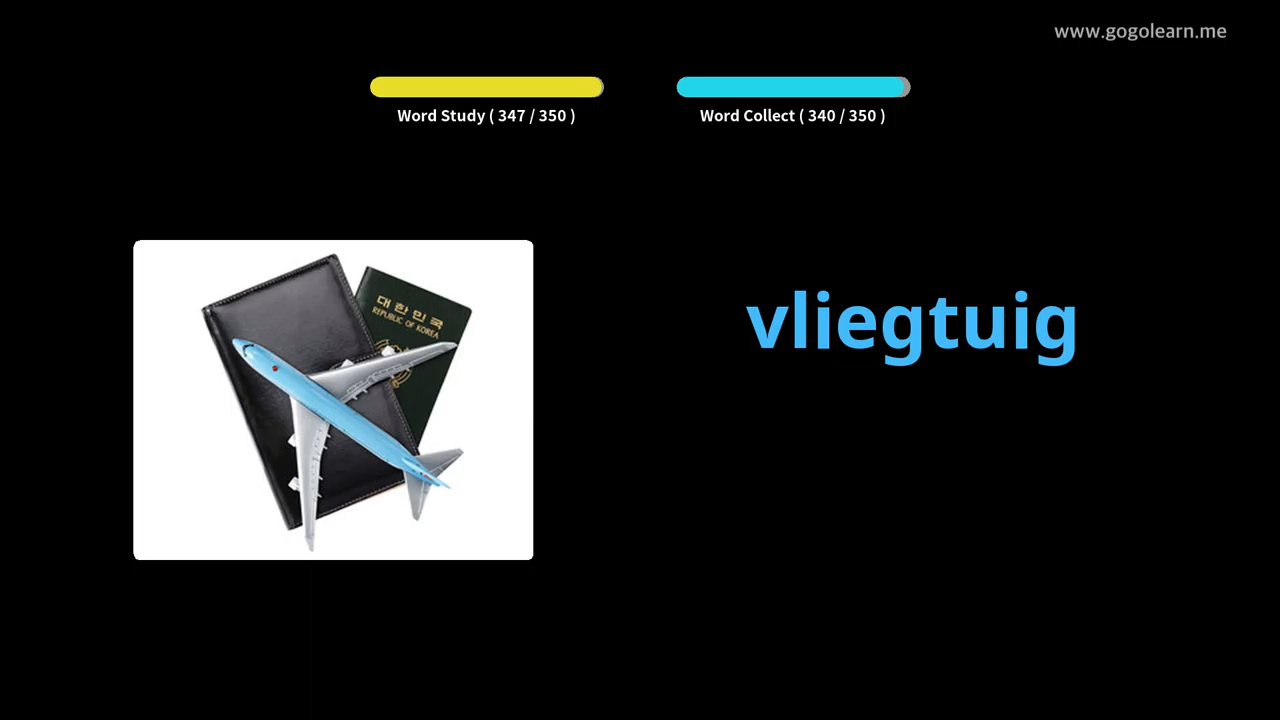 www.gogolearn.me
Word Study ( 347 / 350 )
Word Collect ( 340 / 350 )
대한민국
REPUBLIC OF KOREA
vliegtuig